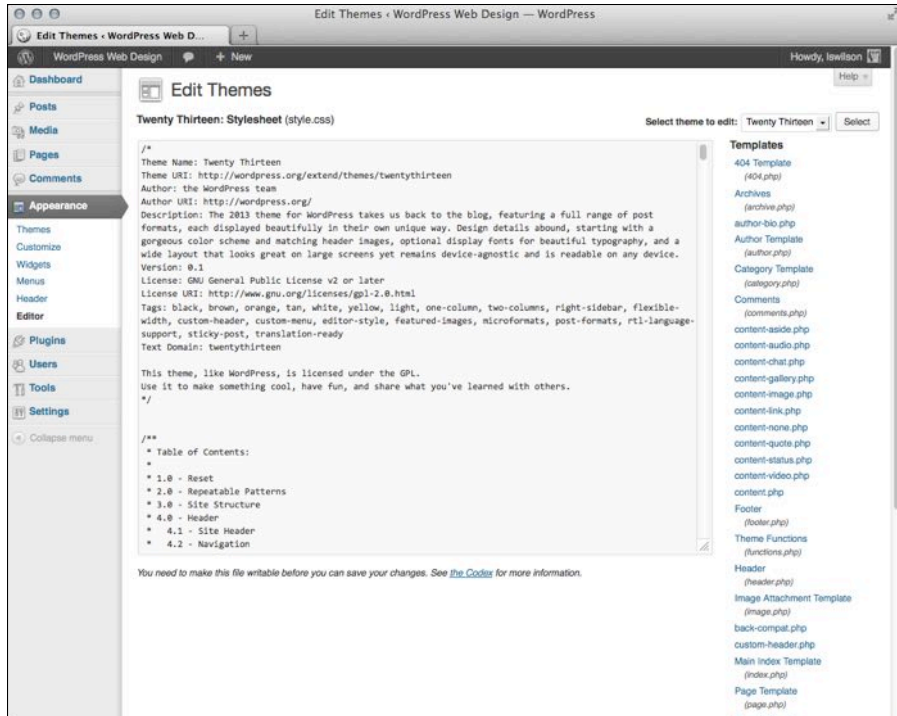 Edit Themes ‹ WordPress Web Design — WordPress
Edit Themes ‹ WordPress Web D...
+
WordPress Web Design
+ New
Howdy, lswilson
Help
Dashboard
Posts
Media
Pages
Comments
Appearance
Themes
Customize
Widgets
Menus
Header
Editor
Plugins
Users
Tools
Settings
Collapse menu
Edit Themes
Twenty Thirteen: Stylesheet (style.css)
Select theme to edit: Twenty Thirteen Select
/*
Theme Name: Twenty Thirteen
Theme URI: http://wordpress.org/extend/themes/twentythirteen
Author: the WordPress team
Author URI: http://wordpress.org/
Description: The 2013 theme for WordPress takes us back to the blog, featuring a full range of post
formats, each displayed beautifully in their own unique way. Design details abound, starting with a
gorgeous color scheme and matching header images, optional display fonts for beautiful typography, and a
wide layout that looks great on large screens yet remains device-agnostic and is readable on any device.
Version: 0.1
License: GNU General Public License v2 or later
License URI: http://www.gnu.org/licenses/gpl-2.0.html
Tags: black, brown, orange, tan, white, yellow, light, one-column, two-columns, right-sidebar, flexible-
width, custom-header, custom-menu, editor-style, featured-images, microformats, post-formats, rtl-language-
support, sticky-post, translation-ready
Text Domain: twentythirteen
This theme, like WordPress, is licensed under the GPL.
Use it to make something cool, have fun, and share what you've learned with others.
*/
/**
* Table of Contents:
*
* 1.0 - Reset
* 2.0 - Repeatable Patterns
* 3.0 - Site Structure
* 4.0 - Header
* 4.1 - Site Header
* 4.2 - Navigation
You need to make this file writable before you can save your changes. See the Codex for more information.
Templates
404 Template
(404.php)
Archives
(archive.php)
author-bio.php
Author Template
(author.php)
Category Template
(category.php)
Comments
(comments.php)
content-aside.php
content-audio.php
content-chat.php
content-gallery.php
content-image.php
content-link.php
content-none.php
content-quote.php
content-status.php
content-video.php
content.php
Footer
(footer.php)
Theme Functions
(functions.php)
Header
(header.php)
Image Attachment Template
(image.php)
back-compat.php
custom-header.php
Main Index Template
(index.php)
Page Template
(page.php)